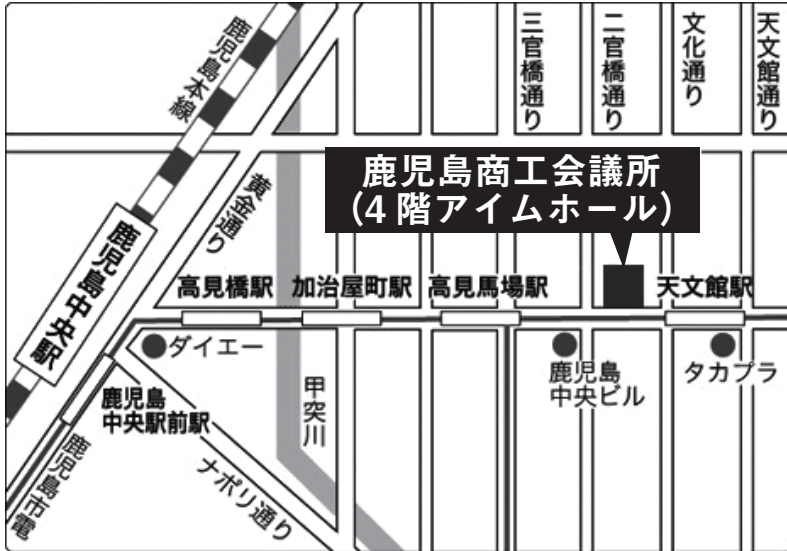 鹿児島本線
三官橋通り
二官橋通り
文化通り
天文館通り
黄金通り
鹿児島商工会議所
(4階アイムホール)
鹿児島中央駅
高見橋駅
加治屋町駅
高見馬場駅
天文館駅
ダイエー
鹿児島
中央ビル
タカプラ
鹿児島
中央駅前駅
甲突川
鹿児島市電
ナポリ通り